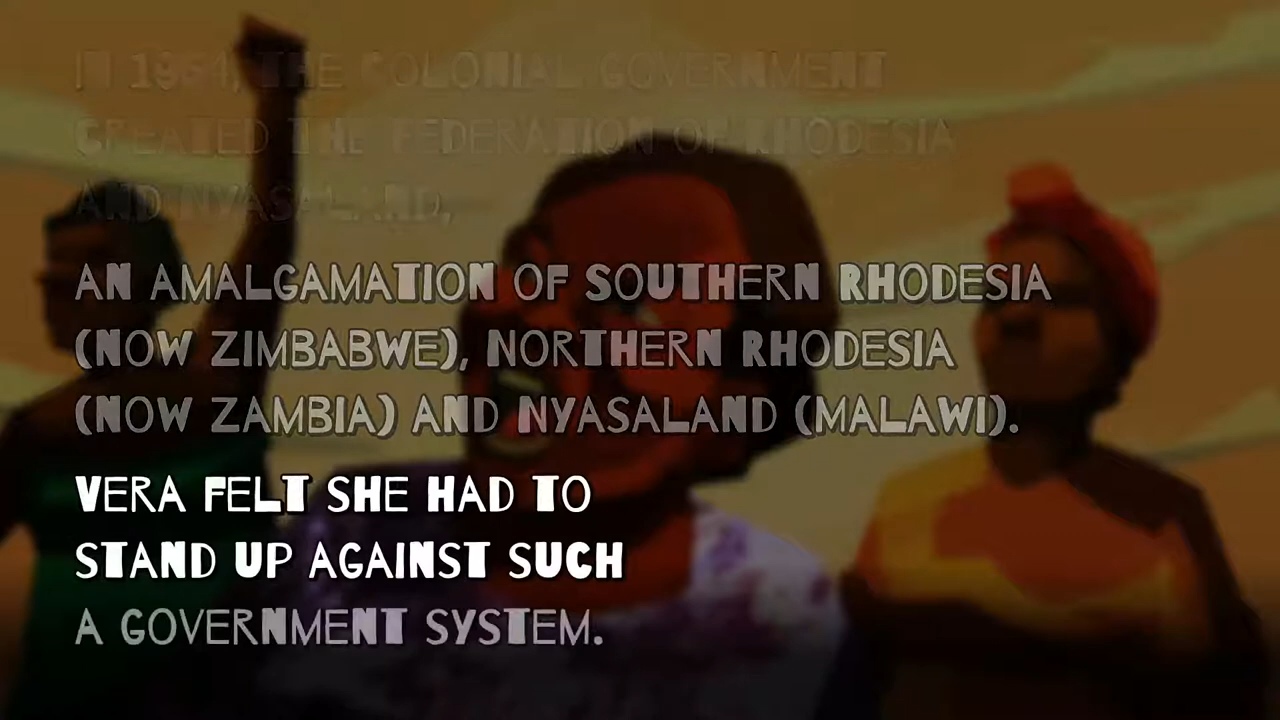 IN 1954, THE COLONIAL GOVERNMENT
CREATED THE FEDERATION OF RHODESIA
AND NYASALAND,
AN AMALGAMATION OF SOUTHERN RHODESIA
(NOW ZIMBABWE), NORTHERN RHODESIA
(NOW ZAMBIA) AND NYASALAND (MALAWI).
VERA FELT SHE HAD TO
STAND UP AGAINST SUCH
A GOVERNMENT SYSTEM.